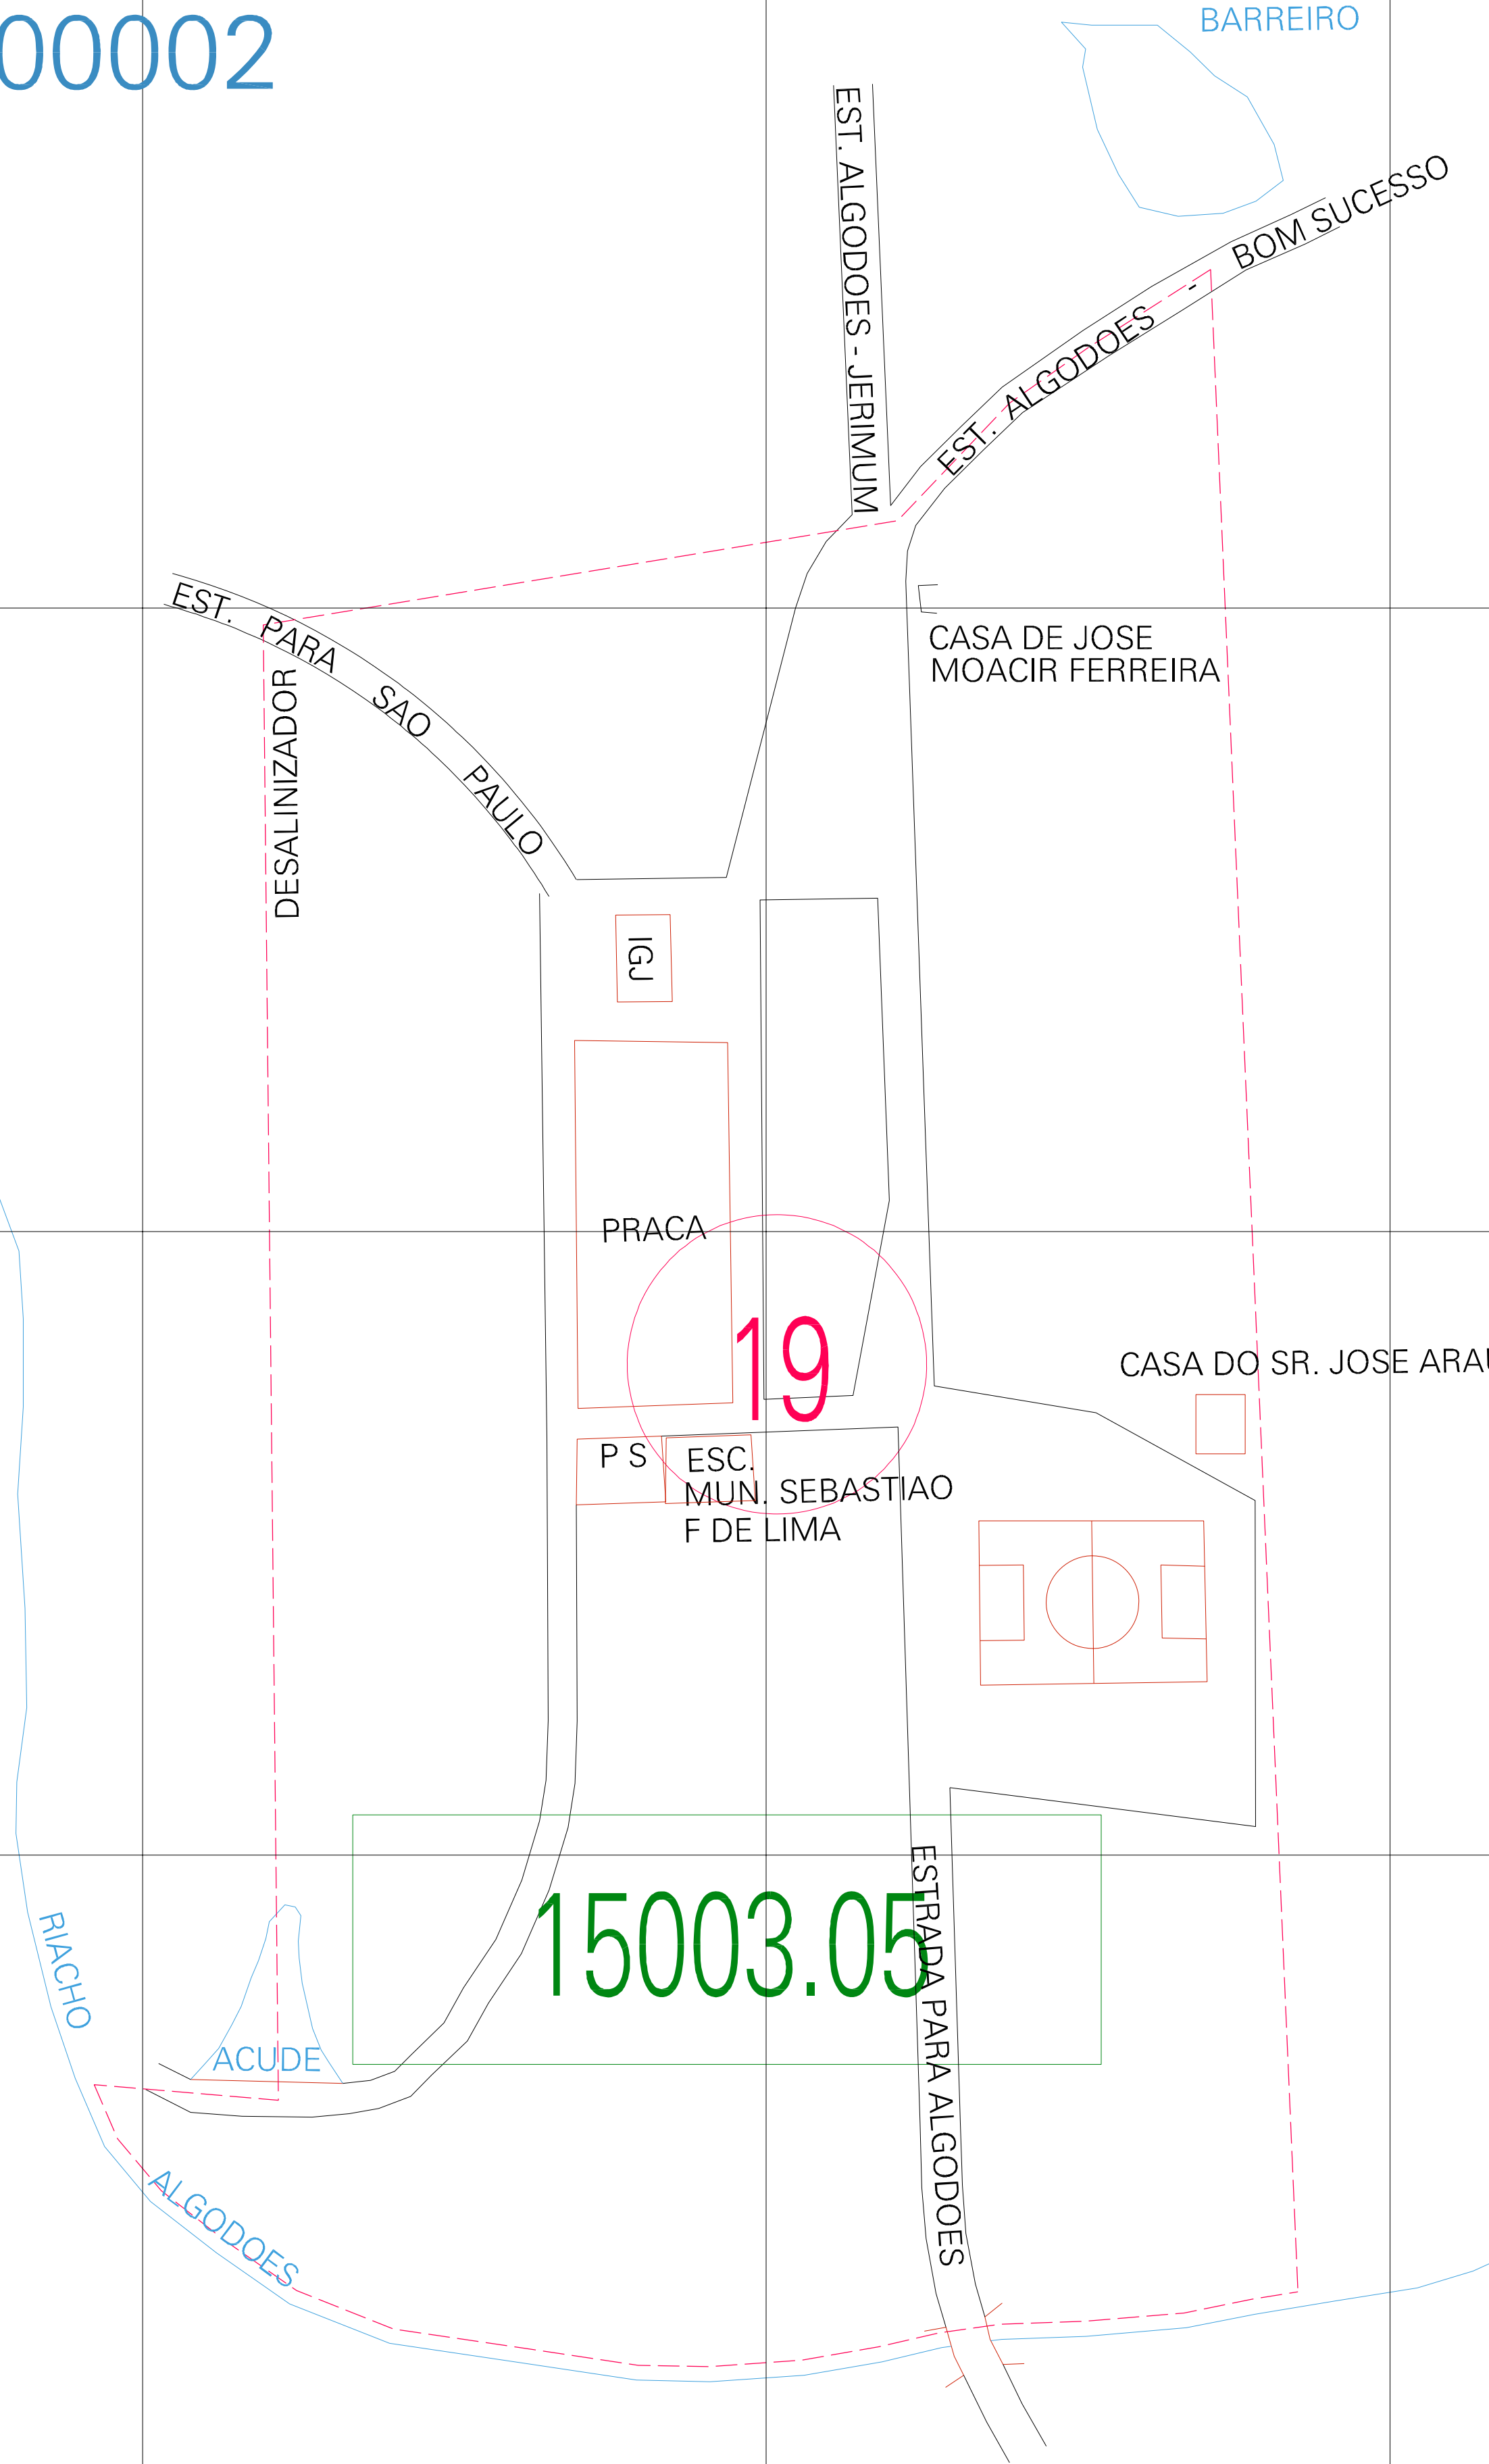 00002
BARREIRO
EST. ALGODOES - JERIMUM
EST. ALGODOES - BOM SUCESSO
EST. PARA SAO PAULO
DESALINIZADOR
CASA DE JOSE
MOACIR FERREIRA
IGJ
PRACA
19
CASA DO SR. JOSE
P S
ESC.
MUN. SEBASTIAO
F DE LIMA
15003.05
ESTRADA PARA ALGODOES
RIACHO
ACUDE
ALGODOES